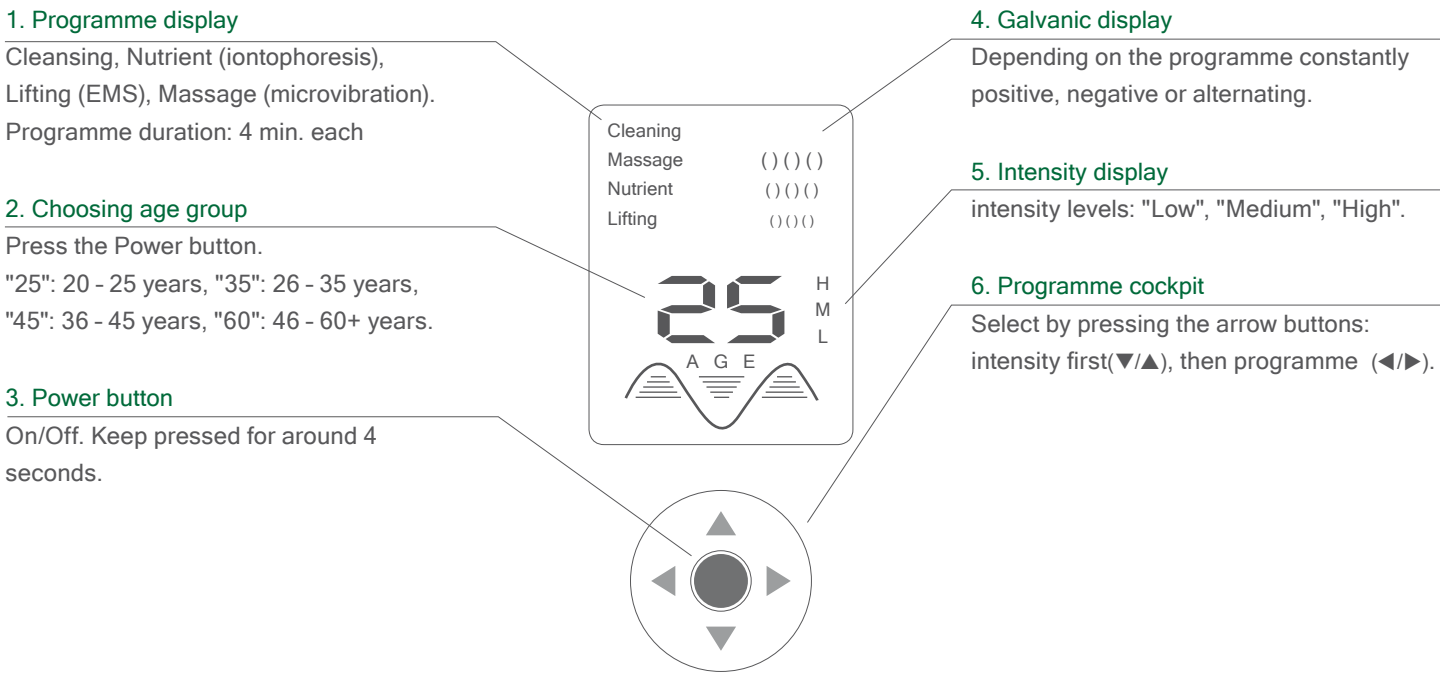 1. Programme display
Cleansing, Nutrient (iontophoresis),
Lifting (EMS), Massage (microvibration).
Programme duration: 4 min. each
2. Choosing age group
Press the Power button.
"25": 20 - 25 years, "35": 26 - 35 years,
"45": 36 - 45 years, "60": 46 - 60+ years.
3. Power button
On/Off. Keep pressed for around 4
seconds.
Cleaning
Massage ( ) ( ) ( )
Nutrient ( ) ( ) ( )
Lifting ( ) ( ) ( )
25
H
M
L
A G E
4. Galvanic display
Depending on the programme constantly
positive, negative or alternating.
5. Intensity display
intensity levels: "Low", "Medium", "High".
6. Programme cockpit
Select by pressing the arrow buttons:
intensity first(▼/▲), then programme (◀/▶).